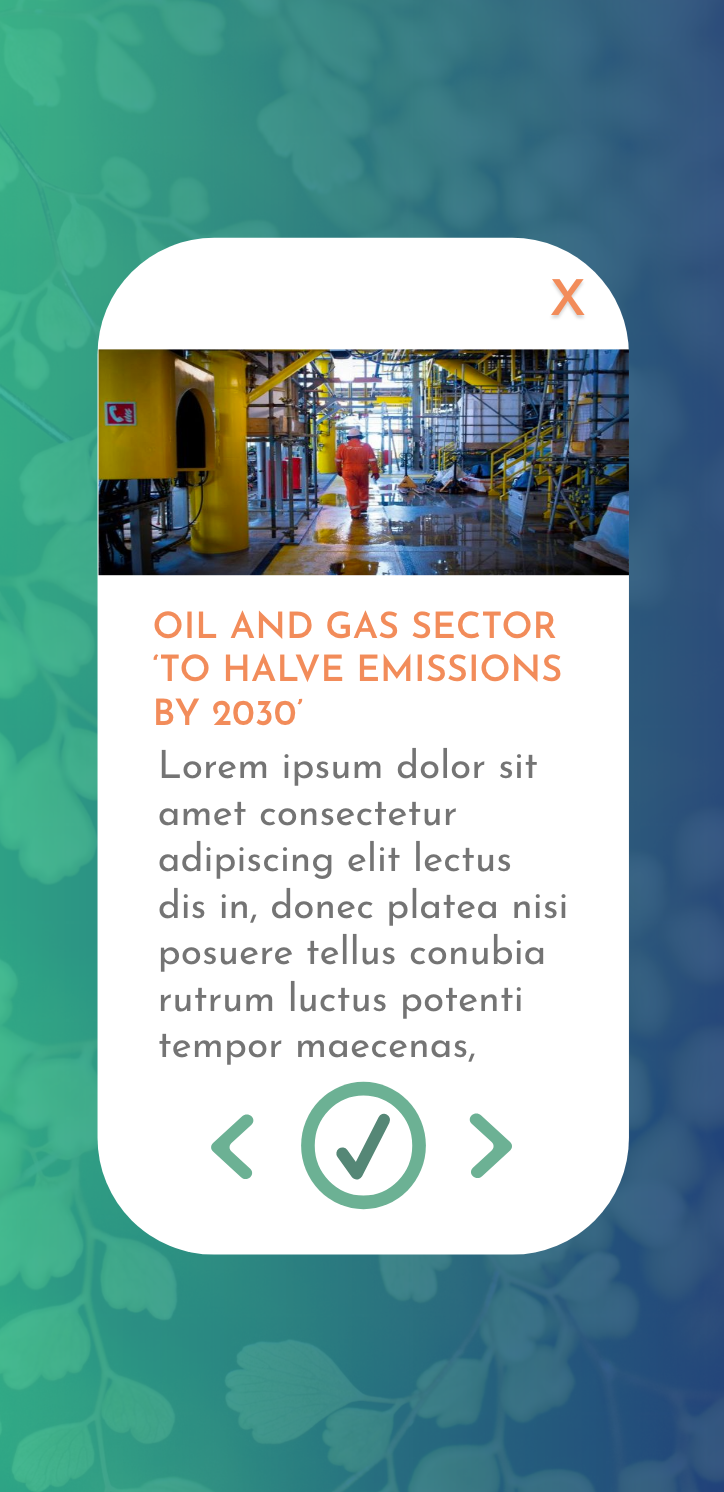 X
OIL AND GAS SECTOR
‘TO HALVE EMISSIONS
BY 2030’
Lorem ipsum dolor sit
amet consectetur
adipiscing elit lectus
dis in, donec platea nisi
posuere tellus conubia
rutrum luctus potenti
tempor maecenas,